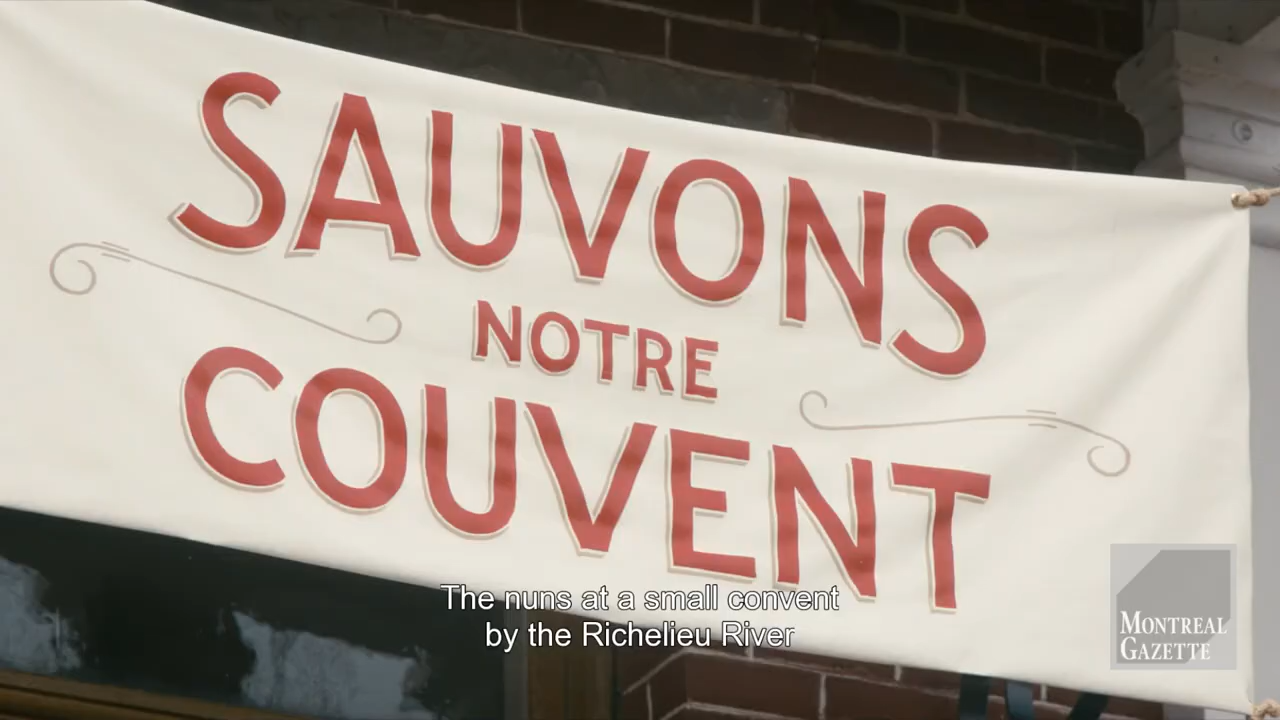 SAUVONS
NOTRE
COUVENT
The nuns at a small convent
by the Richelieu River
MONTREAL
GAZETTE